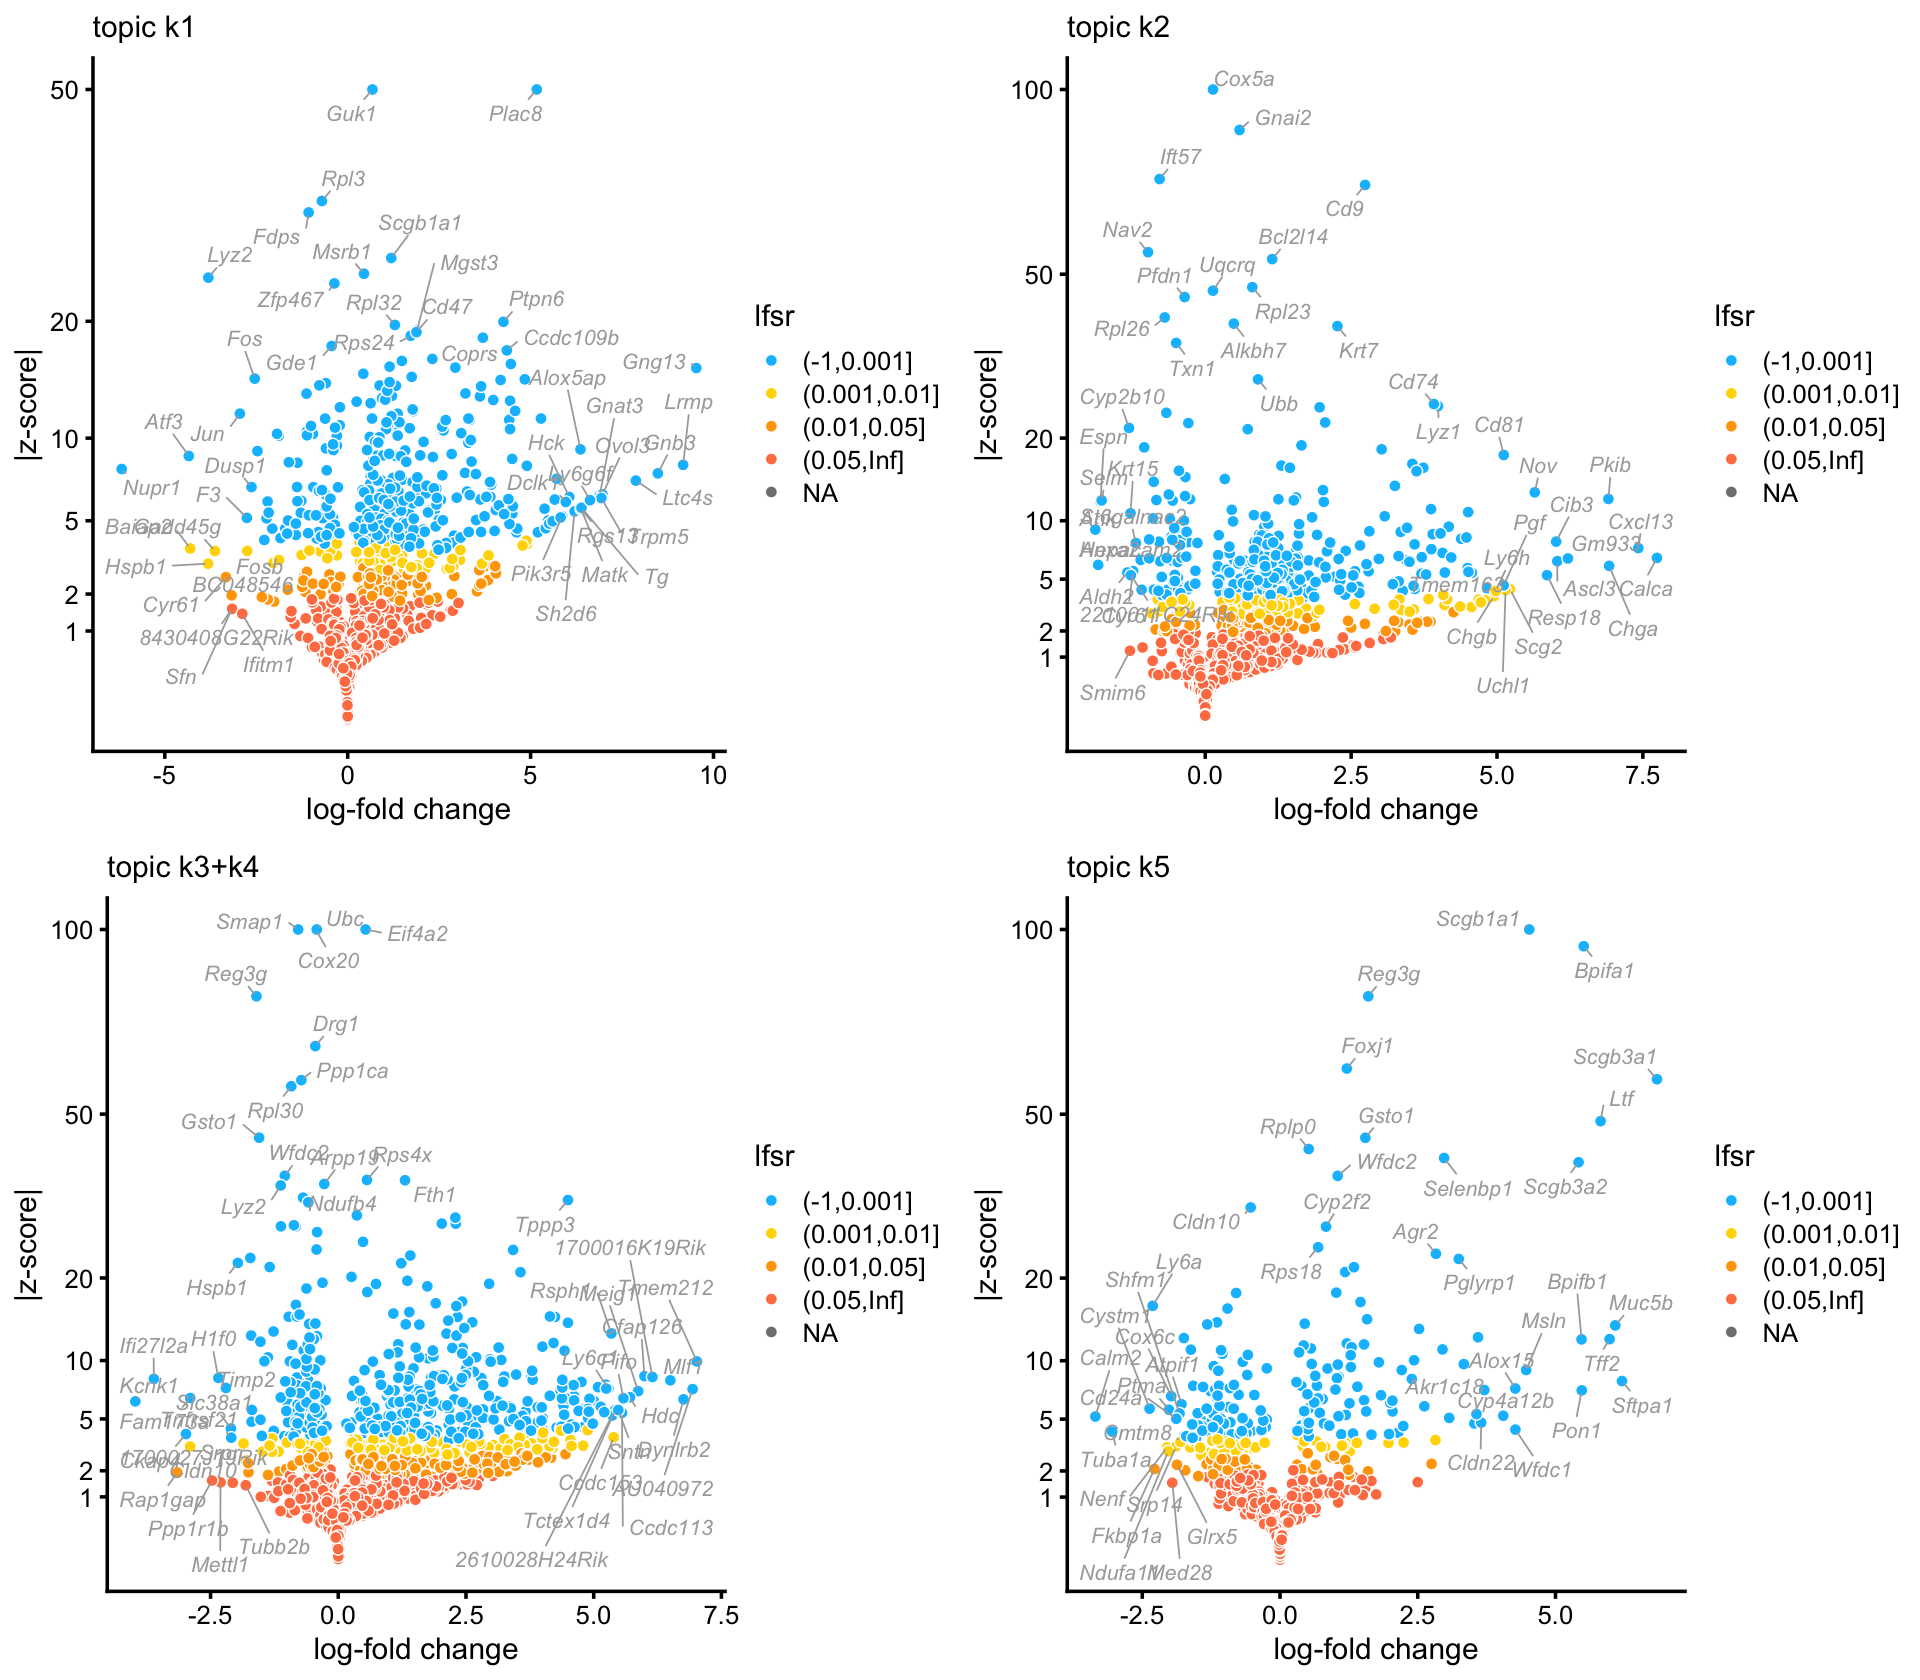 topic k1
50
20
10
5
2
1
|z-score|
Guk1
Plac8
Rpl3
Fdps
Scgb1a1
Lyz2
Msrb1
Mgst3
Zfp467
Rpl32
Cd47
Ptpn6
Fos
Gde1
Rps24
Coprs
Ccdc109b
Gng13
Alox5ap
Gnat3
Lrmp
Atf3
Jun
Hck
Ovol3
Gnb3
Dusp1
Nupr1
F3
Dclk1
Ly6g6f
Ltc4s
Gadd45g
Rgs13
Trpm5
Hspb1
Fosb
BC048546
Pik3r5
Matk
Tg
Cyr61
Sh2d6
8430408G22Rik
Sfn
Ifitm1
-5
0
5
10
log-fold change
lfsr
(-1,0.001]
(0.001,0.01]
(0.01,0.05]
(0.05,Inf]
NA
topic k2
100
50
20
10
5
2
1
|z-score|
Cox5a
Gnai2
Ift57
Cd9
Nav2
Bcl2l14
Pfdn1
Uqcrq
Rpl26
Rpl23
Txn1
Alkbh7
Krt7
Cyp2b10
Ubb
Cd74
Lyz1
Cd81
Espn
Krt15
Selm
Nov
Pkib
Cib3
Pgf
Cxcl13
Gm933
Ly6h
Tmem163
Ascl3
Calca
Aldh2
Resp18
Chga
Chgb
Scg2
Smim6
Uchl1
0.0
2.5
5.0
7.5
log-fold change
lfsr
(-1,0.001]
(0.001,0.01]
(0.01,0.05]
(0.05,Inf]
NA
topic k3+k4
100
50
20
10
5
2
1
|z-score|
Smap1
Ubc
Eif4a2
Cox20
Reg3g
Drg1
Ppp1ca
Rpl30
Gsto1
Wfdc2
Arpp19
Rps4x
Lyz2
Ndufb4
Fth1
Tppp3
1700016K19Rik
Hspb1
Rsph1
Meig1
Tmem212
Cfap126
Ifi27l2a
H1f0
Timp2
Pifo
Mlf1
Kcnk1
Slc38a1
Hdc
Sntn
Dynlrb2
Cldn10
Ccdc153
AU040972
Rap1gap
Ppp1r1b
Mettl1
Tubb2b
Tctex1d4
Ccdc113
2610028H24Rik
-2.5
0.0
2.5
5.0
7.5
log-fold change
lfsr
(-1,0.001]
(0.001,0.01]
(0.01,0.05]
(0.05,Inf]
NA
topic k5
100
50
20
10
5
2
1
|z-score|
Scgb1a1
Bpifa1
Reg3g
Foxj1
Scgb3a1
Ltf
Rplp0
Gsto1
Wfdc2
Selenbp1
Scgb3a2
Cyp2f2
Cldn10
Agr2
Rps18
Pglyrp1
Ly6a
Shfm1
Bpifb1
Muc5b
Cystm1
Cox6c
Msln
Calm2
Atpif1
Alox15
Tff2
Ptma
Cd24a
Akr1c18
Cyp4a12b
Sftpa1
Gmtm8
Pon1
Tuba1a
Cldn22
Wfdc1
Nenf
Srp14
Fkbp1a
Glrx5
Med28
-2.5
0.0
2.5
5.0
log-fold change
lfsr
(-1,0.001]
(0.001,0.01]
(0.01,0.05]
(0.05,Inf]
NA